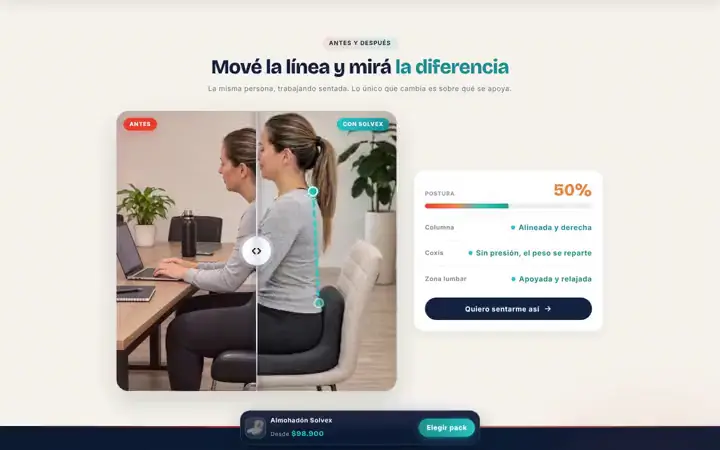 ANTES Y DESPUÉS
Mové la línea y mirá la diferencia
La misma persona, trabajando sentada. Lo único que cambia es sobre qué se apoya.
ANTES
CON SOLVEX
POSTURA
50%
Columna
Alineada y derecha
Coxis
Sin presión, el peso se reparte
Zona lumbar
Apoyada y relajada
Quiero sentarme así →
Almohadón Solvex
Desde $98.900
Elegir pack